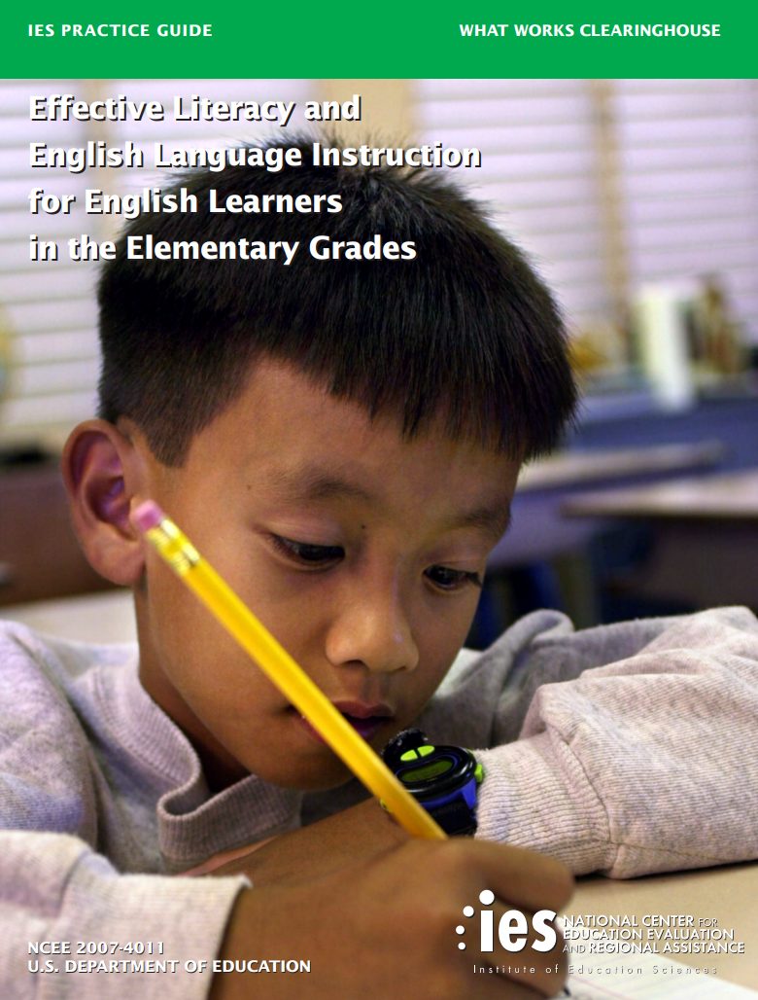 IES PRACTICE GUIDE
WHAT WORKS CLEARINGHOUSE
Effective Literacy and
English Language Instruction
for English Learners
in the Elementary Grades
NCEE 2007-4011
U.S. DEPARTMENT OF EDUCATION
ies
NATIONAL CENTER FOR
EDUCATION EVALUATION
AND REGIONAL ASSISTANCE
Institute of Education Sciences